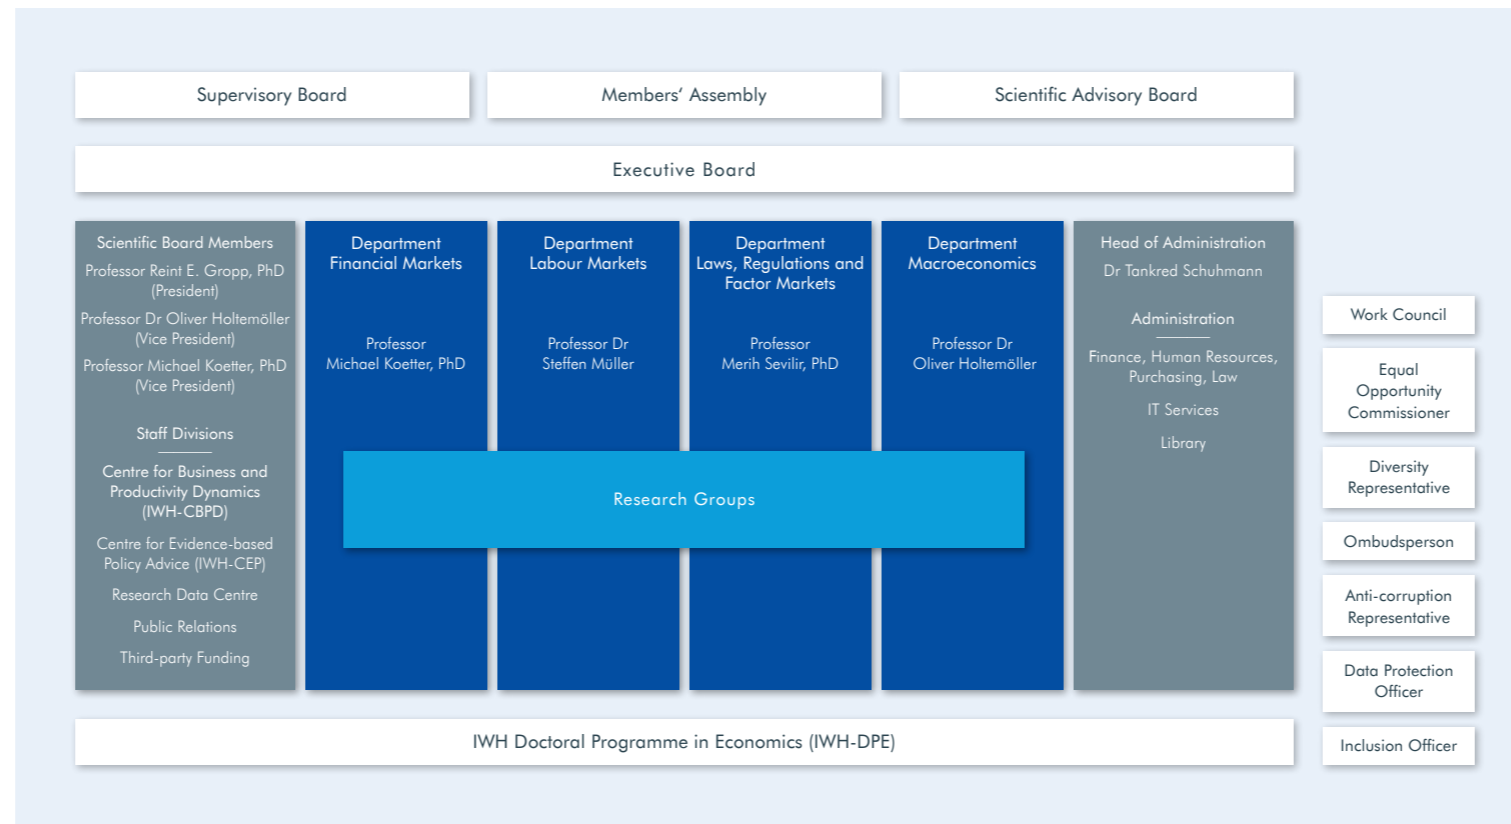 Supervisory Board
Members‘ Assembly
Scientific Advisory Board
Executive Board
Scientific Board Members
Professor Reint E. Gropp, PhD
(President)
Professor Dr Oliver Holtemöller
(Vice President)
Professor Michael Koetter, PhD
(Vice President)
Staff Divisions
Centre for Business and
Productivity Dynamics
(IWH-CBPD)
Centre for Evidence-based
Policy Advice (IWH-CEP)
Research Data Centre
Public Relations
Third-party Funding
Department
Financial Markets
Professor
Michael Koetter, PhD
Department
Labour Markets
Professor Dr
Steffen Müller
Department
Laws, Regulations and
Factor Markets
Professor
Merih Sevilir, PhD
Department
Macroeconomics
Professor Dr
Oliver Holtemöller
Research Groups
Head of Administration
Dr Tankred Schuhmann
Administration
Finance, Human Resources,
Purchasing, Law
IT Services
Library
IWH Doctoral Programme in Economics (IWH-DPE)
Work Council
Equal
Opportunity
Commissioner
Diversity
Representative
Ombudsperson
Anti-corruption
Representative
Data Protection
Officer
Inclusion Officer